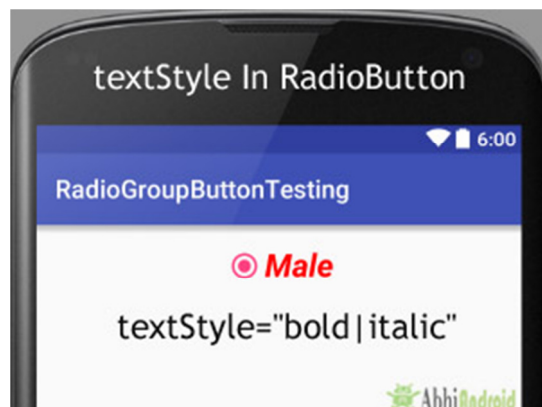 textStyle In RadioButton
6:00
RadioGroupButtonTesting
Male
textStyle="bold|italic"
AbhiAndroid